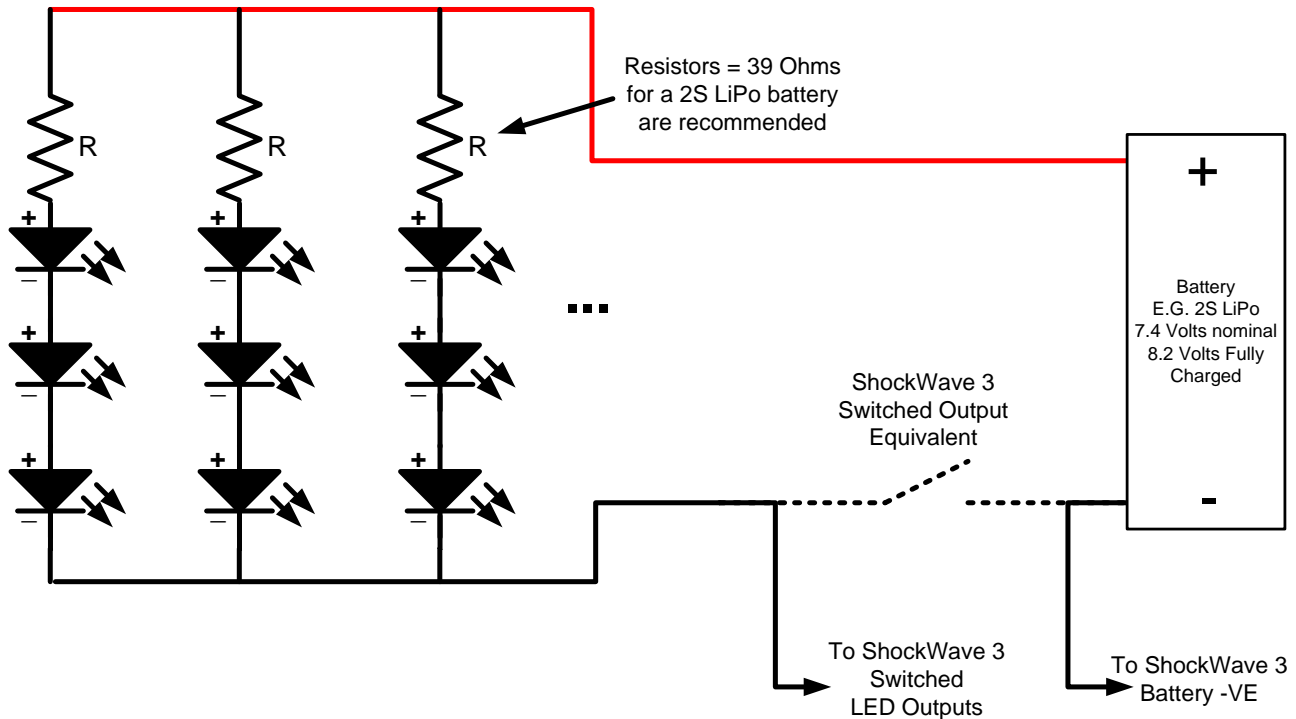 Resistors = 39 Ohms
for a 2S LiPo battery
are recommended
R
R
R
+
+
+
+
-
-
-
+
+
+
-
-
-
+
+
+
-
-
-
...
Battery
E.G. 2S LiPo
7.4 Volts nominal
8.2 Volts Fully
Charged
ShockWave 3
Switched Output
Equivalent
-
To ShockWave 3
Switched
LED Outputs
To ShockWave 3
Battery -VE